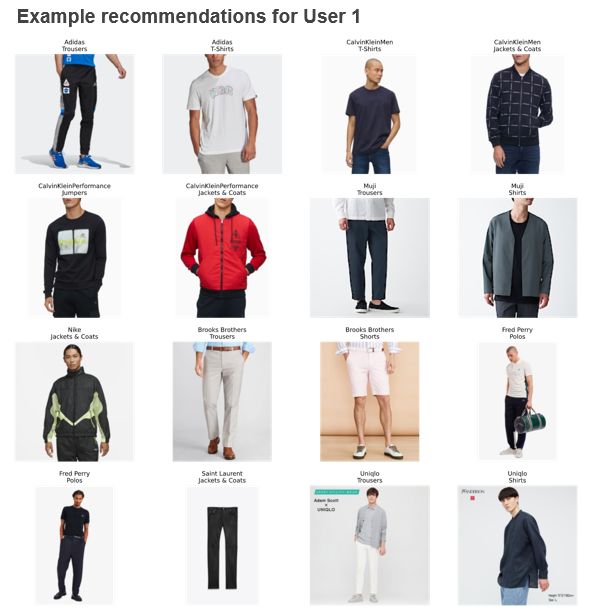 Example recommendations for User 1
Adidas
Trousers
Adidas
T-Shirts
CalvinKleinMen
T-Shirts
CalvinKleinMen
Jackets & Coats
CalvinKleinPerformance
Jumpers
CalvinKleinPerformance
Jackets & Coats
Muji
Trousers
Muji
Shirts
Nike
Jackets & Coats
Brooks Brothers
Trousers
Brooks Brothers
Shorts
Fred Perry
Polos
Fred Perry
Polos
Saint Laurent
Jackets & Coats
Uniqlo
Trousers
Adam Scott
×
UNIQLO
Uniqlo
Shirts